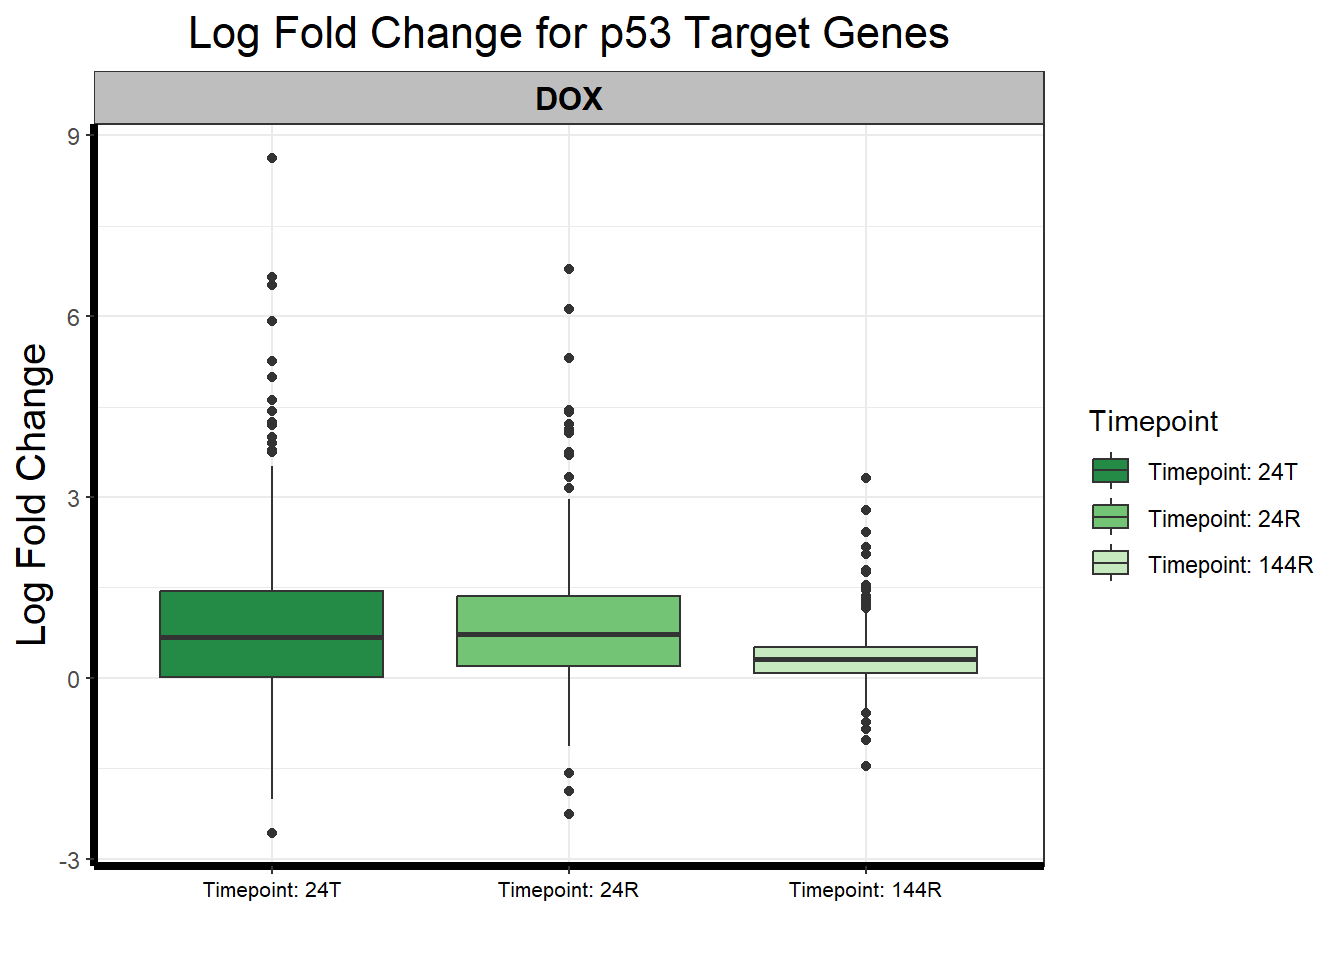 Log Fold Change for p53 Target Genes
DOX
Log Fold Change
9
6
3
0
-3
Timepoint: 24T
Timepoint: 24R
Timepoint: 144R
Timepoint
Timepoint: 24T
Timepoint: 24R
Timepoint: 144R